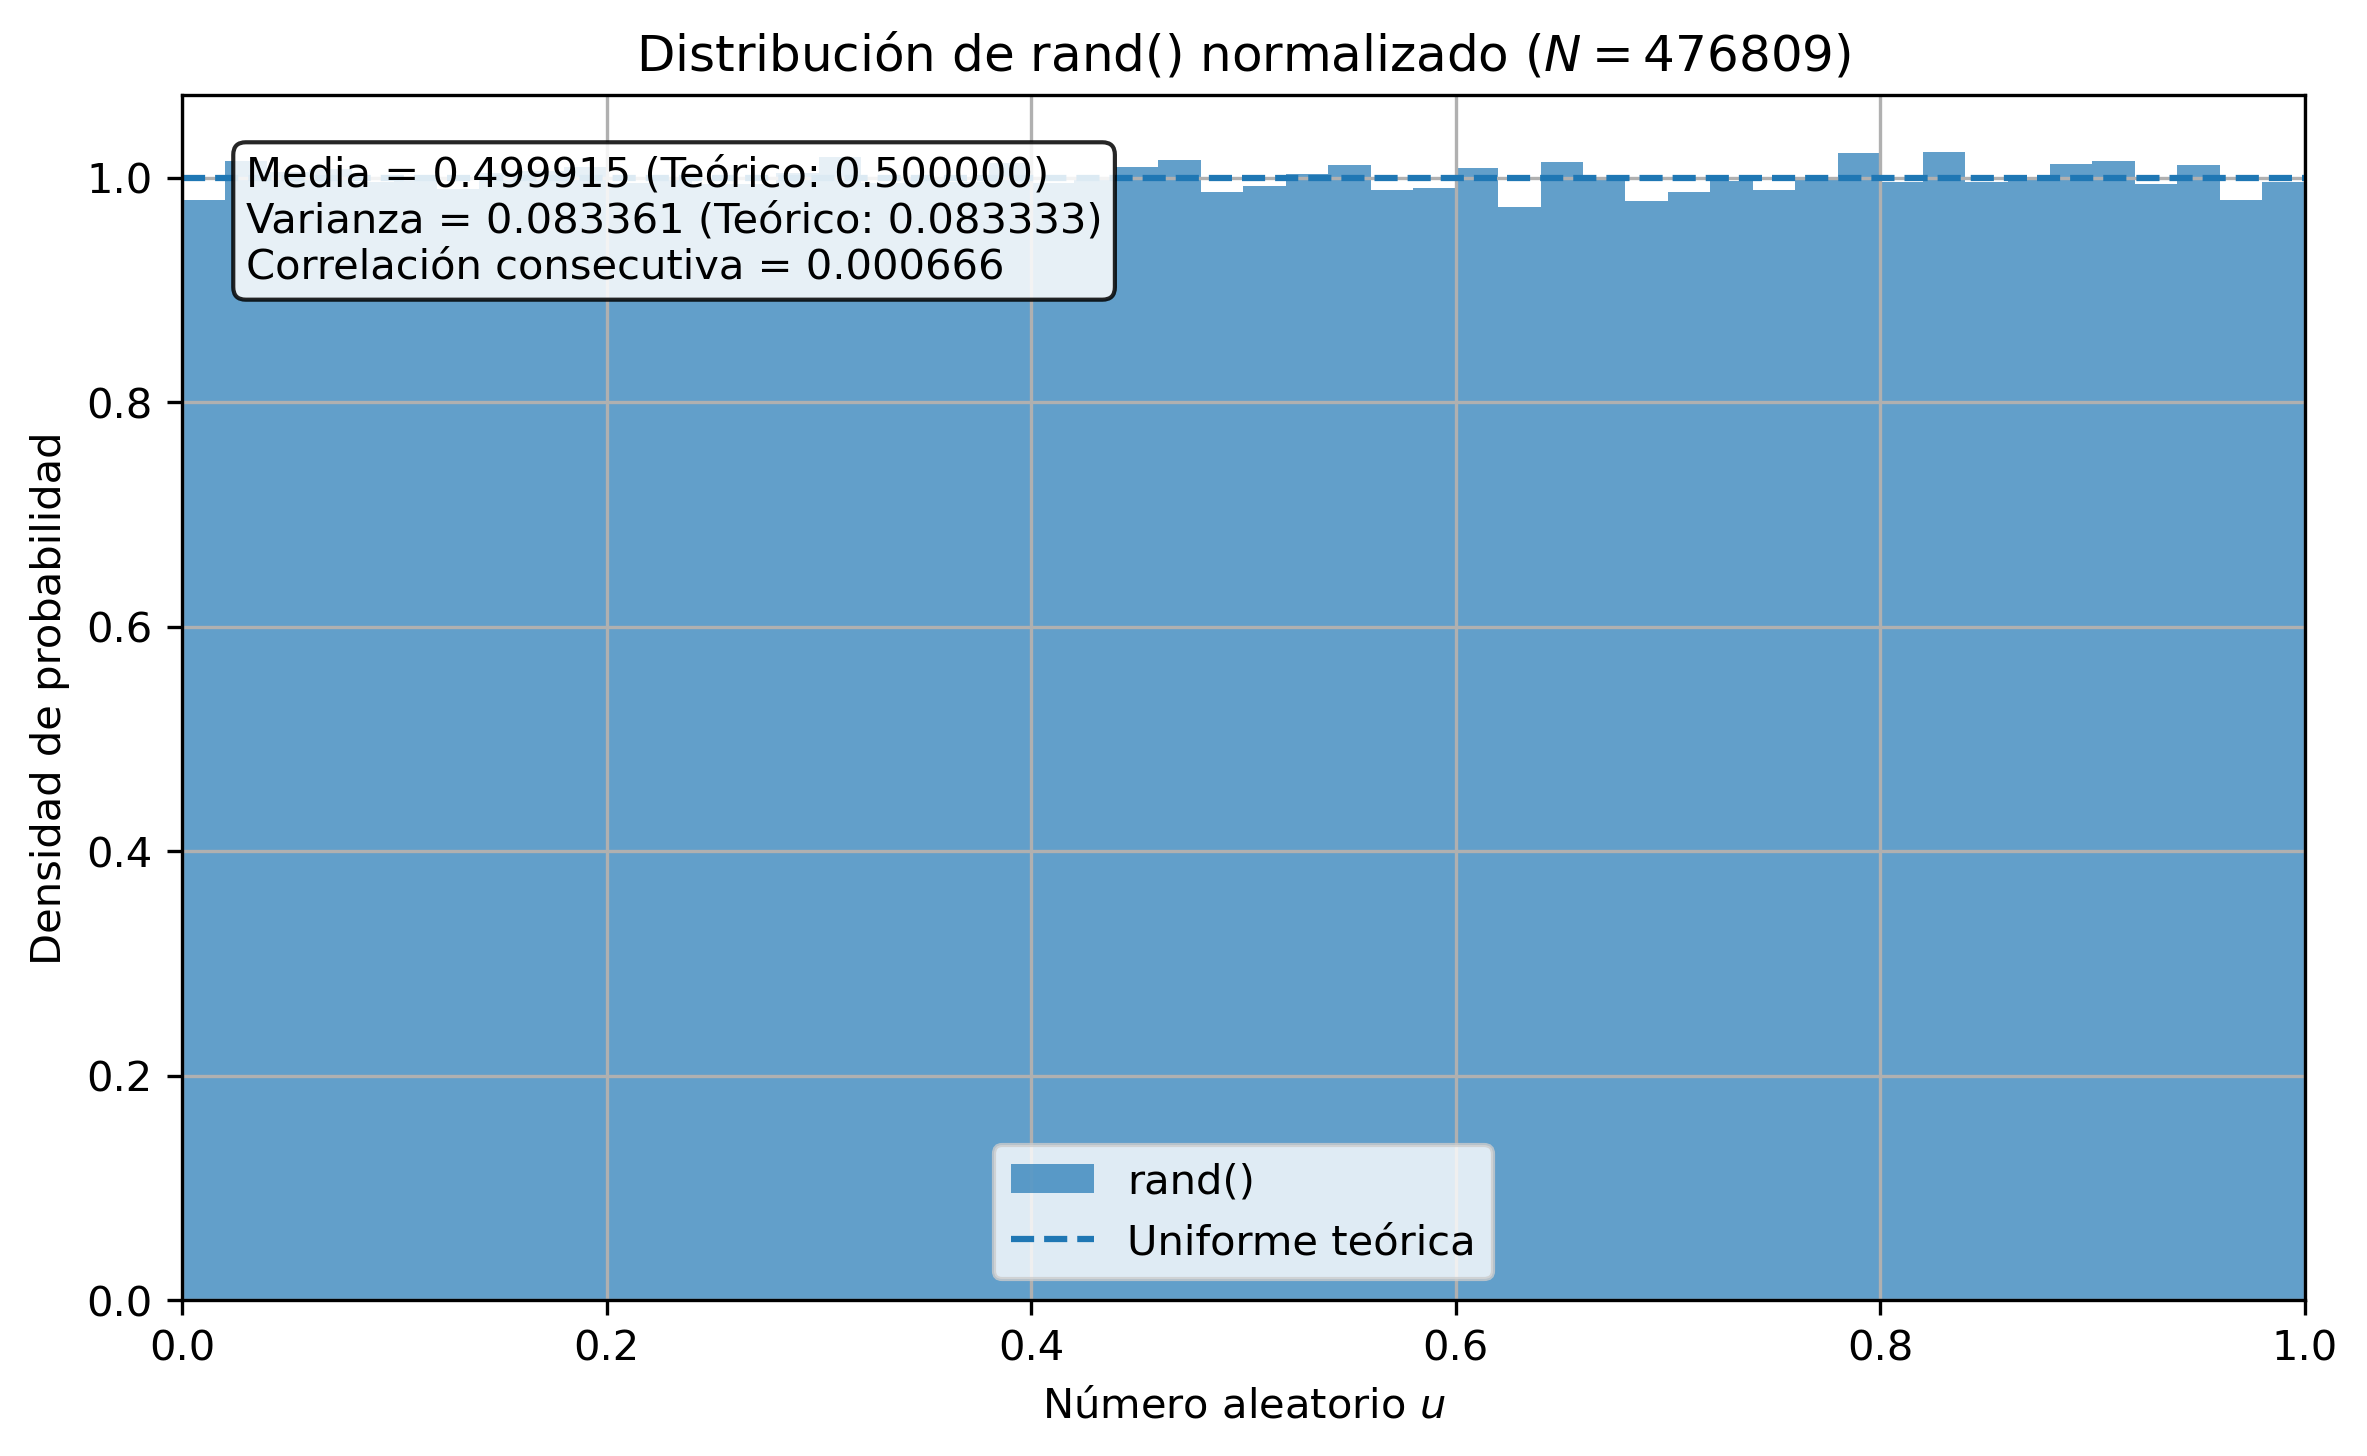 Distribución de rand() normalizado (N = 476809)
Media = 0.499915 (Teórico: 0.500000)
Varianza = 0.083361 (Teórico: 0.083333)
Correlación consecutiva = 0.000666
Densidad de probabilidad
1.0
0.8
0.6
0.4
0.2
0.0
rand()
Uniforme teórica
0.0 0.2 0.4 0.6 0.8 1.0
Número aleatorio u